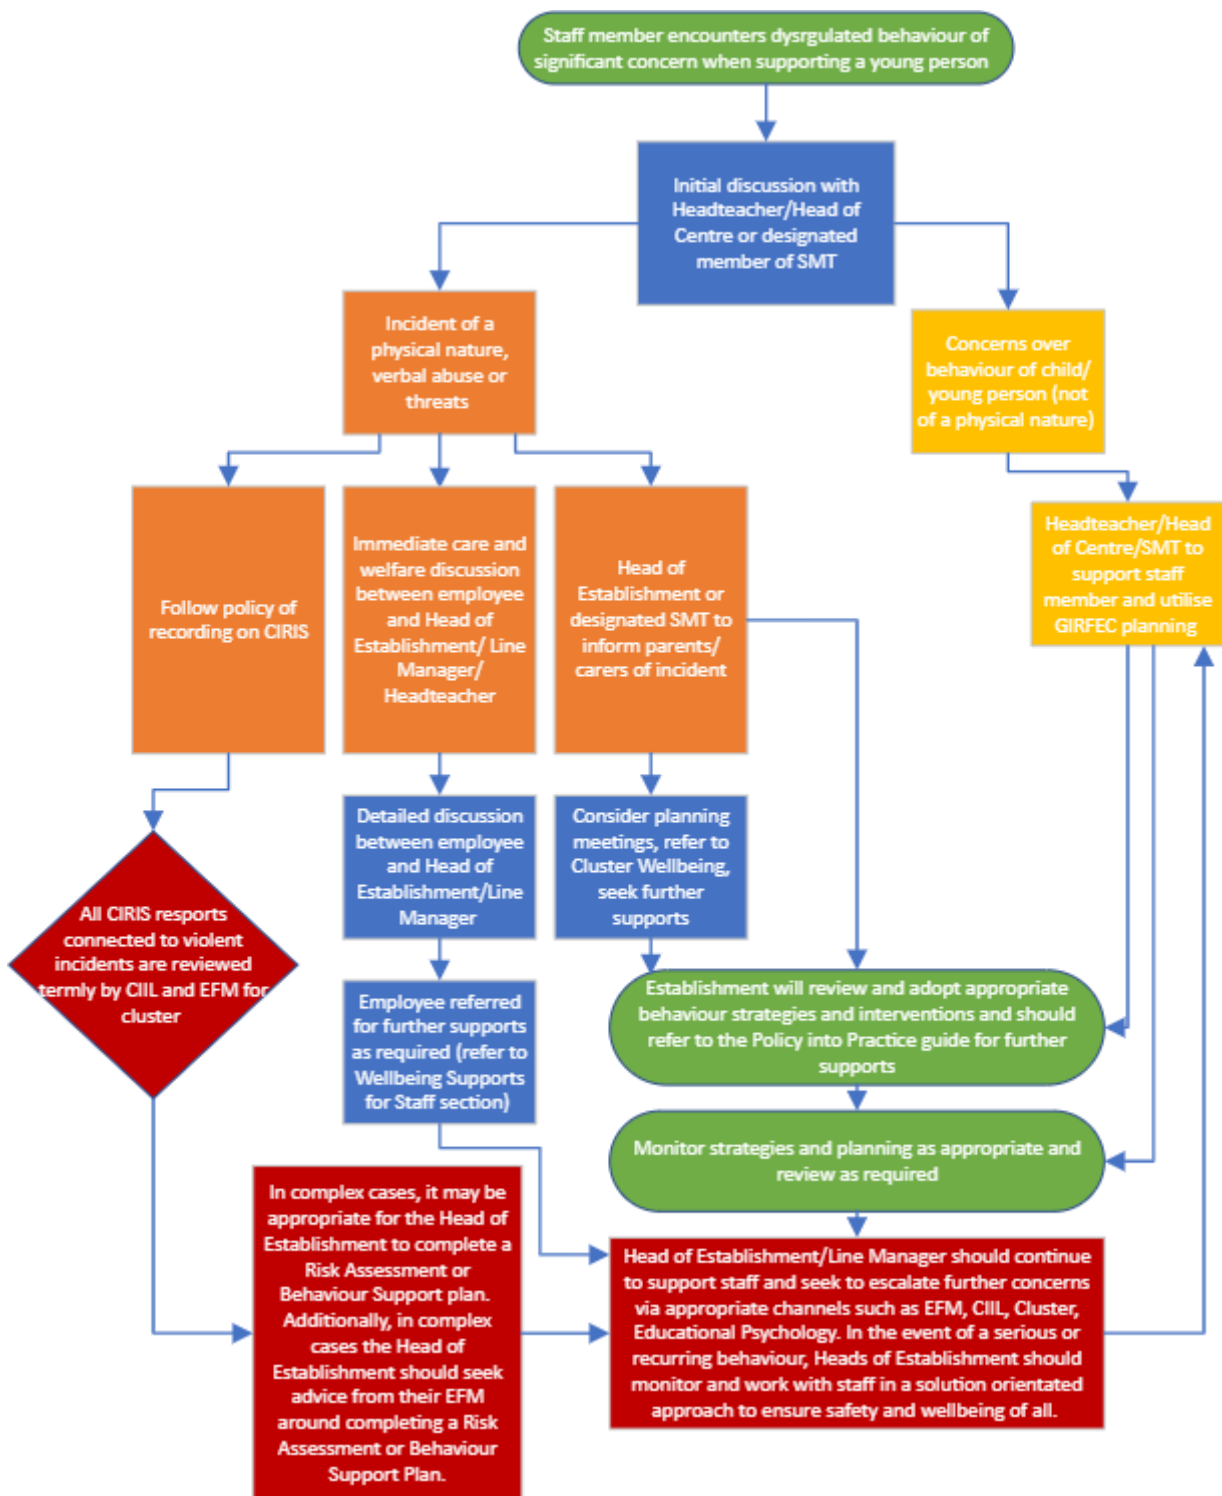 Staff member encounters dysrgulated behaviour of
significant concern when supporting a young person
Initial discussion with
Headteacher/Head of
Centre or designated
member of SMT
Incident of a
physical nature,
verbal abuse or
threats
Concerns over
behaviour of child/
young person (not
of a physical nature)
Follow policy of
recording on CIRIS
Immediate care and
welfare discussion
between employee
and Head of
Establishment/ Line
Manager/
Headteacher
Head of
Establishment or
designated SMT to
inform parents/
carers of incident
Headteacher/Head
of Centre/SMT to
support staff
member and utilise
GIRFEC planning
All CIRIS resports
connected to violent
incidents are reviewed
termly by CIIL and EFM for
cluster
Detailed discussion
between employee
and Head of
Establishment/Line
Manager
Consider planning
meetings, refer to
Cluster Wellbeing,
seek further
supports
Employee referred
for further supports
as required (refer to
Wellbeing Supports
for Staff section)
Establishment will review and adopt appropriate
behaviour strategies and interventions and should
refer to the Policy into Practice guide for further
supports
Monitor strategies and planning as appropriate and
review as required
In complex cases, it may be
appropriate for the Head of
Establishment to complete a
Risk Assessment or
Behaviour Support plan.
Additionally, in complex
cases the Head of
Establishment should seek
advice from their EFM
around completing a Risk
Assessment or Behaviour
Support Plan.
Head of Establishment/Line Manager should continue
to support staff and seek to escalate further concerns
via appropriate channels such as EFM, CIIL, Cluster,
Educational Psychology. In the event of a serious or
recurring behaviour, Heads of Establishment should
monitor and work with staff in a solution orientated
approach to ensure safety and wellbeing of all.